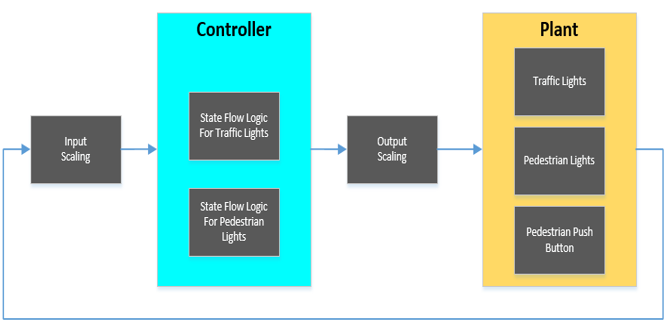 Controller
Plant
Input
Scaling
State Flow Logic
For Traffic Lights
State Flow Logic
For Pedestrian
Lights
Output
Scaling
Traffic Lights
Pedestrian Lights
Pedestrian Push
Button